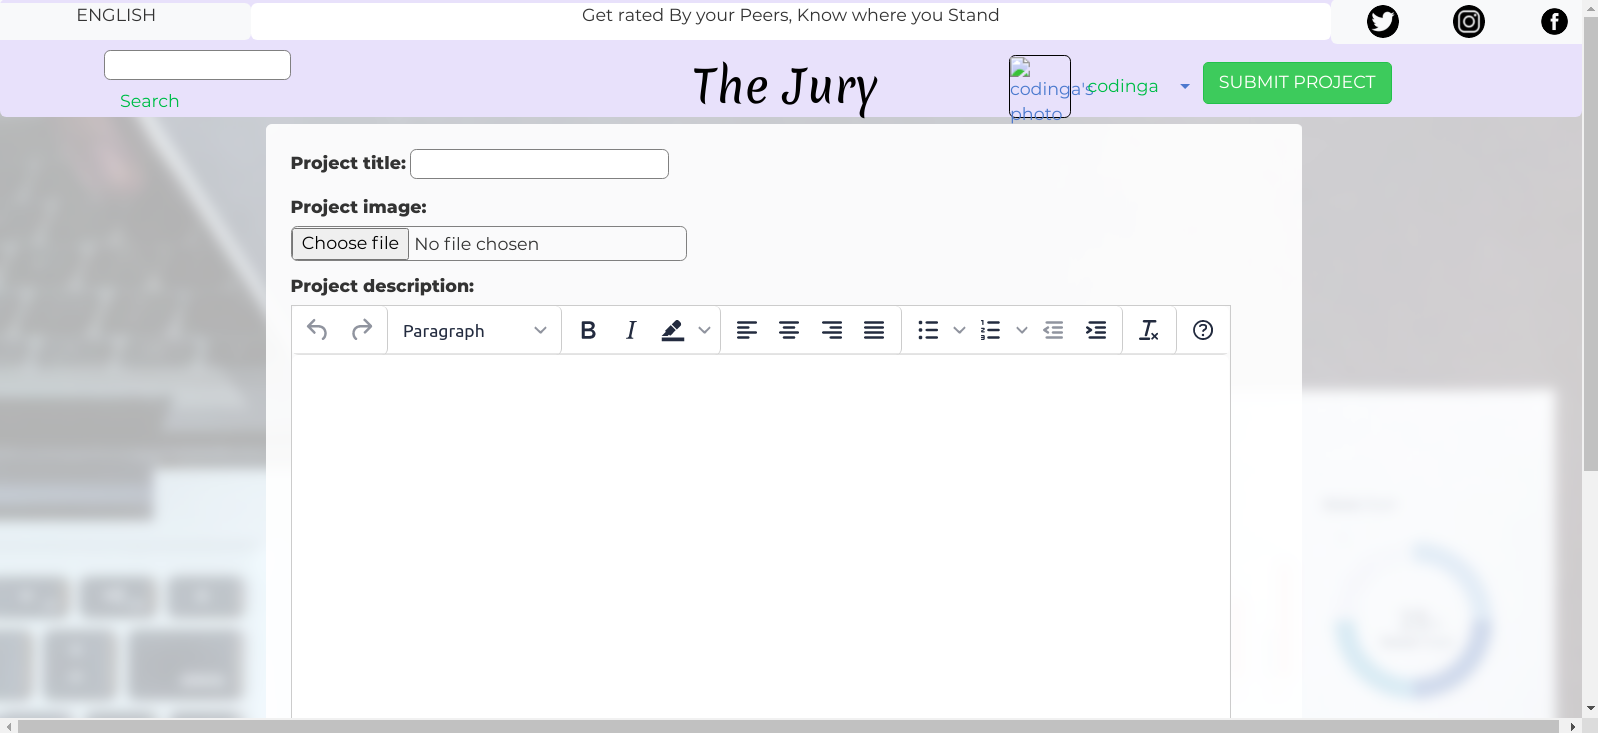 ENGLISH
Get rated By your Peers, Know where you Stand
Search
The Jury
codinga's photo
codinga
SUBMIT PROJECT
Project title:
Project image:
Choose file No file chosen
Project description:
Paragraph